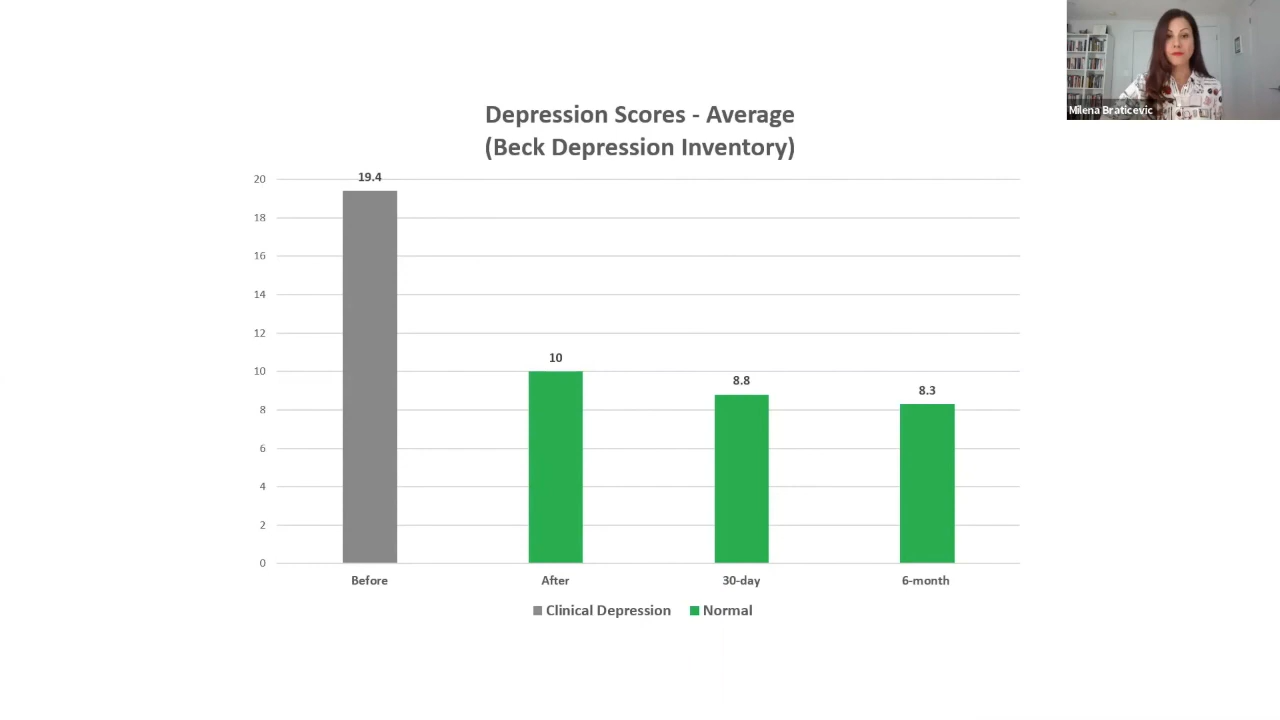 Milena Braticevic
Depression Scores - Average
(Beck Depression Inventory)
20
18
16
14
12
10
8
6
4
2
0
19.4
10
8.8
8.3
Before
After
30-day
6-month
Clinical Depression
Normal